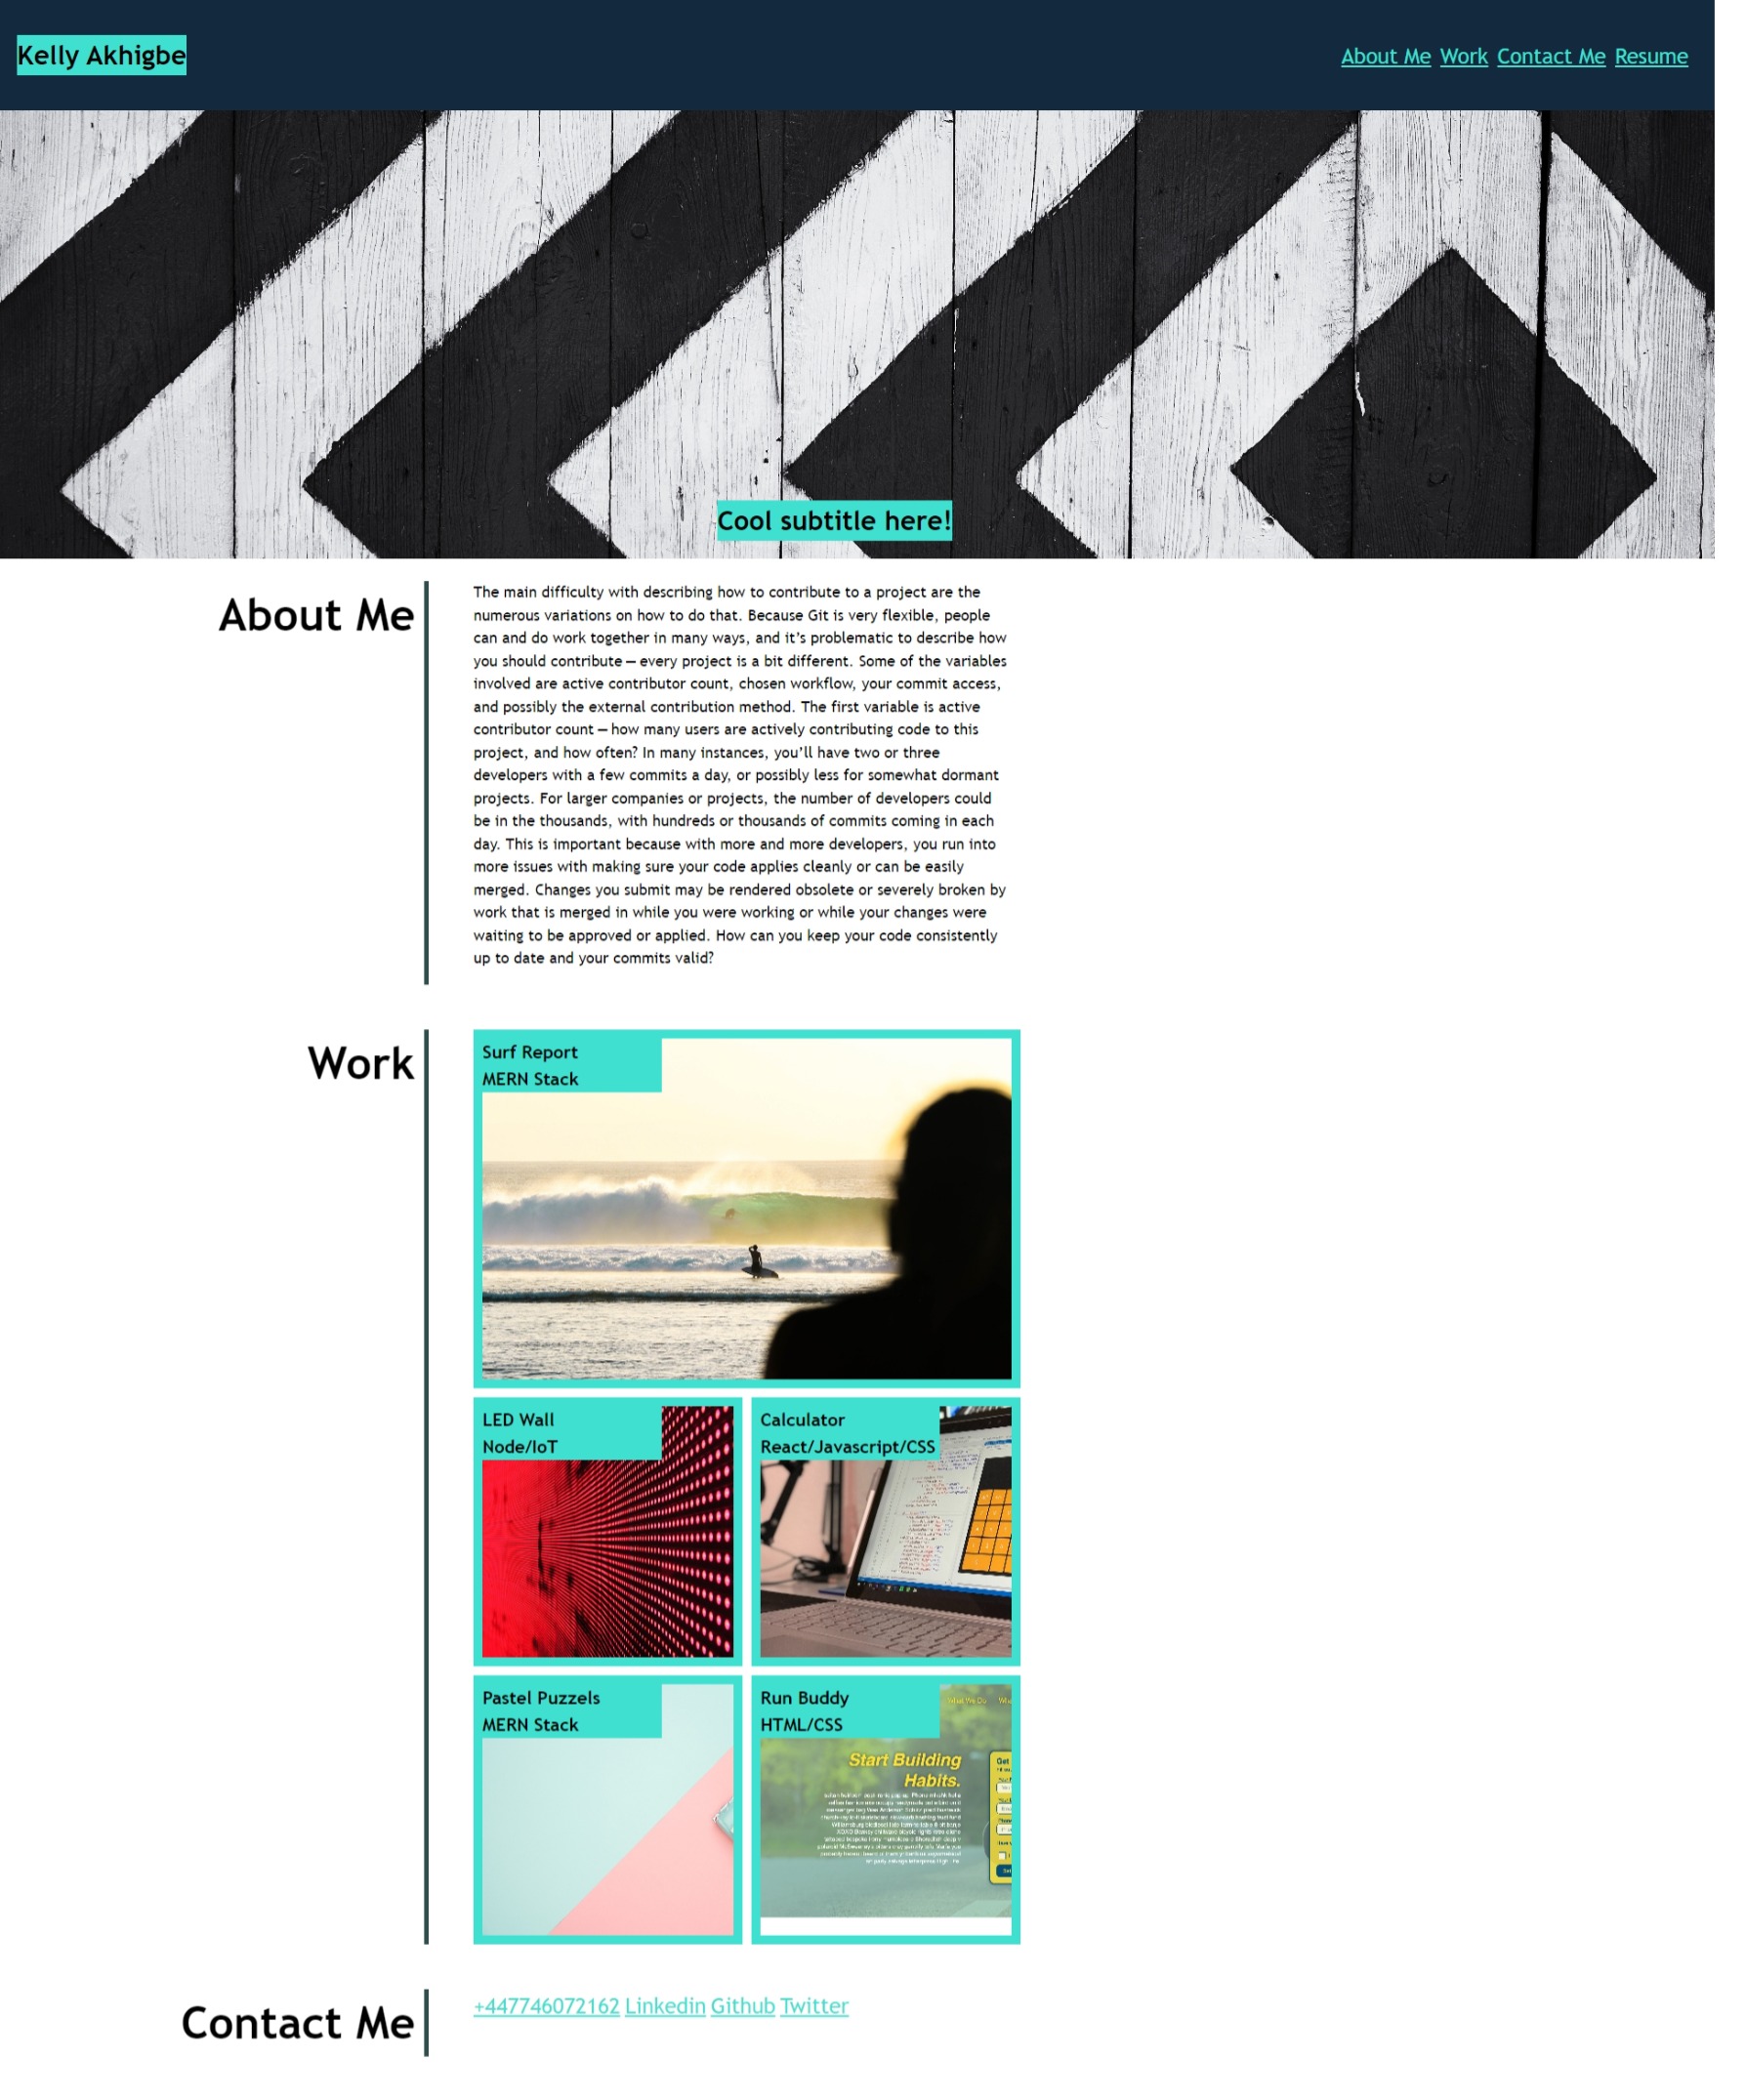 Kelly Akhigbe
About Me Work Contact Me Resume
Cool subtitle here!
About Me
The main difficulty with describing how to contribute to a project are the
numerous variations on how to do that. Because Git is very flexible, people
can and do work together in many ways, and it’s problematic to describe how
you should contribute — every project is a bit different. Some of the variables
involved are active contributor count, chosen workflow, your commit access,
and possibly the external contribution method. The first variable is active
contributor count — how many users are actively contributing code to this
project, and how often? In many instances, you’ll have two or three
developers with a few commits a day, or possibly less for somewhat dormant
projects. For larger companies or projects, the number of developers could
be in the thousands, with hundreds or thousands of commits coming in each
day. This is important because with more and more developers, you run into
more issues with making sure your code applies cleanly or can be easily
merged. Changes you submit may be rendered obsolete or severely broken by
work that is merged in while you were working or while your changes were
waiting to be approved or applied. How can you keep your code consistently
up to date and your commits valid?
Work
Surf Report
MERN Stack
LED Wall
Node/IoT
Calculator
React/Javascript/CSS
Pastel Puzzels
MERN Stack
Run Buddy
HTML/CSS
What We Do
Start Building
Habits.
Get
Contact Me
+447746072162 Linkedin Github Twitter